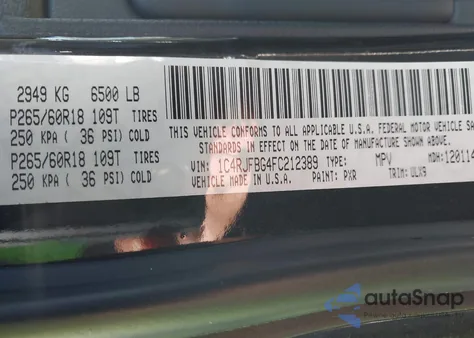 2949 KG 6500 LB
P265/60R18 109T TIRES
250 KPA ( 36 PSI) COLD
P265/60R18 109T TIRES
250 KPA ( 36 PSI) COLD
THIS VEHICLE CONFORMS TO ALL APPLICABLE U.S.A. FEDERAL MOTOR VEHICLE SA
STANDARDS IN EFFECT ON THE DATE OF MANUFACTURE SHOWN ABOVE.
VIN: 1C4RJFBG4FC212389 TYPE: MPV MDH: 120114
VEHICLE MADE IN U.S.A. PAINT: PXR TRIM: ULX9
autoSnap